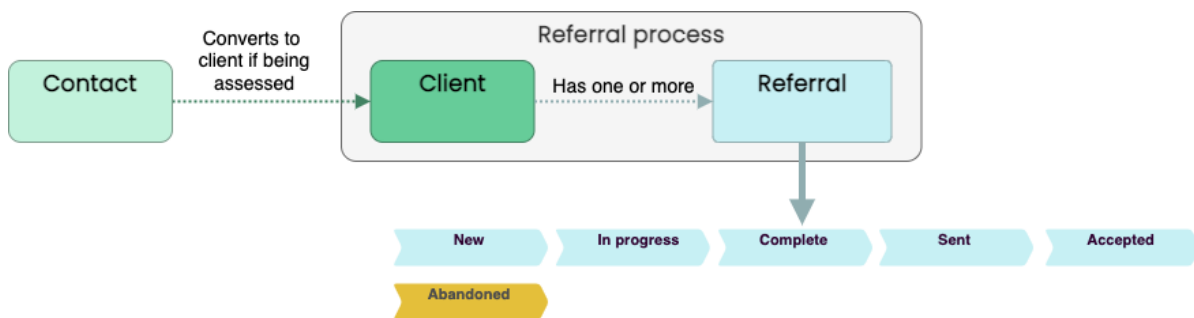 Referral process
Contact
Converts to
client if being
assessed
Client
Has one or more
Referral
New
In progress
Complete
Sent
Accepted
Abandoned